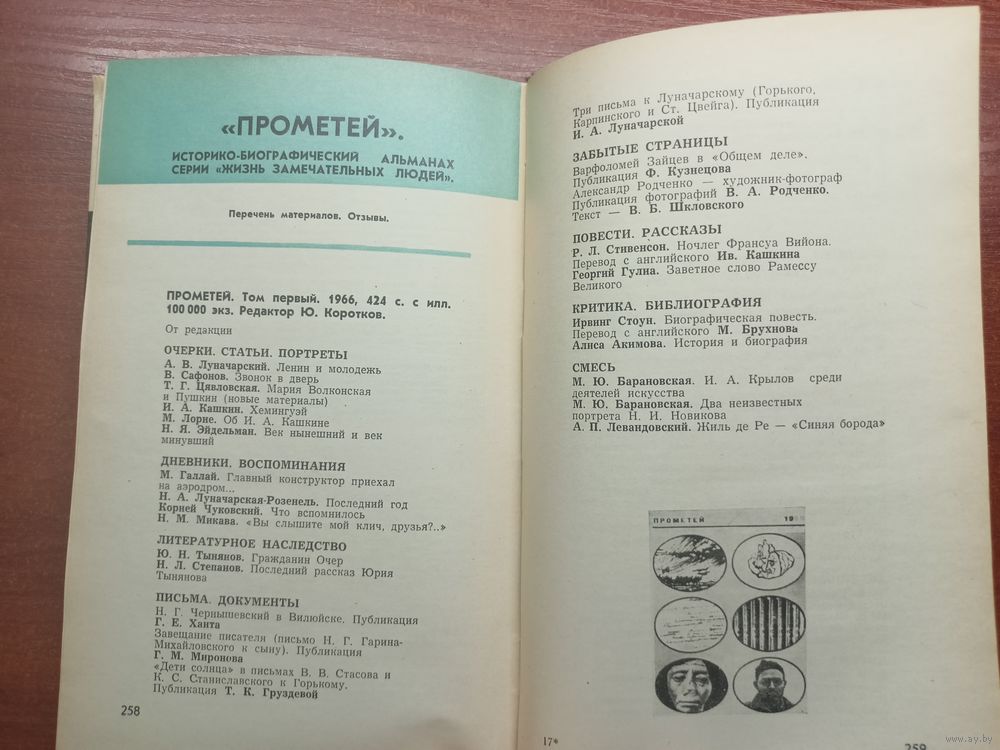 «ПРОМЕТЕЙ».
ИСТОРИКО-БИОГРАФИЧЕСКИЙ АЛЬМАНАХ
СЕРИИ «ЖИЗНЬ ЗАМЕЧАТЕЛЬНЫХ ЛЮДЕЙ».
Перечень материалов. Отзывы.
ПРОМЕТЕЙ. Том первый. 1966, 424 с. с илл.
100 000 экз. Редактор Ю. Коротков.
От редакции
ОЧЕРКИ. СТАТЬИ. ПОРТРЕТЫ
А. В. Луначарский. Ленин и молодежь
В. Сафонов. Звонок в дверь
Т. Г. Цявловская. Мария Волконская
и Пушкин (новые материалы)
И. А. Кашкин. Хемингуэй
М. Лорие. Об И. А. Кашкине
Н. Я. Эйдельман. Век нынешний и век
минувший
ДНЕВНИКИ. ВОСПОМИНАНИЯ
М. Галлай. Главный конструктор приехал
на аэродром...
Н. А. Луначарская-Розенель. Последний год
Корней Чуковский. Что вспомнилось
Н. М. Микава. «Вы слышите мой клич, друзья?..»
ЛИТЕРАТУРНОЕ НАСЛЕДСТВО
Ю. Н. Тынянов. Гражданин Очер
Н. Л. Степанов. Последний рассказ Юрия
Тынянова
ПИСЬМА. ДОКУМЕНТЫ
Н. Г. Чернышевский в Вилюйске. Публикация
Г. Е. Ханта
Завещание писателя (письмо Н. Г. Гарина-
Михайловского к сыну). Публикация
Г. М. Миронова
«Дети солнца» в письмах В. В. Стасова и
К. С. Станиславского к Горькому.
Публикация Т. К. Груздевой
258
Три письма к Луначарскому (Горького,
Карпинского и Ст. Цвейга). Публикация
И. А. Луначарской
ЗАБЫТЫЕ СТРАНИЦЫ
Варфоломей Зайцев в «Общем деле».
Публикация Ф. Кузнецова
Александр Родченко — художник-фотограф
Публикация фотографий В. А. Родченко.
Текст — В. Б. Шкловского
ПОВЕСТИ. РАССКАЗЫ
Р. Л. Стивенсон. Ночлег Франсуа Вийона.
Перевод с английского Ив. Кашкина
Георгий Гулиа. Заветное слово Рамессу
Великого
КРИТИКА. БИБЛИОГРАФИЯ
Ирвинг Стоун. Биографическая повесть.
Перевод с английского М. Брухнова
Алиса Акимова. История и биография
СМЕСЬ
М. Ю. Барановская. И. А. Крылов среди
деятелей искусства
М. Ю. Барановская. Два неизвестных
портрета Н. И. Новикова
А. П. Левандовский. Жиль де Ре — «Синяя борода»
ПРОМЕТЕЙ
17*
259
www.ay.by